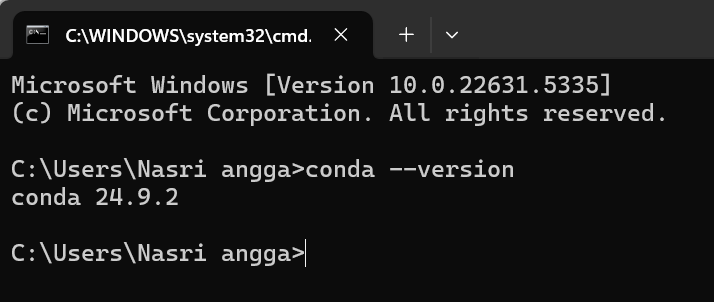 C:\WINDOWS\system32\cmd.
Microsoft Windows [Version 10.0.22631.5335]
(c) Microsoft Corporation. All rights reserved.
C:\Users\Nasri angga>conda --version
conda 24.9.2
C:\Users\Nasri angga>